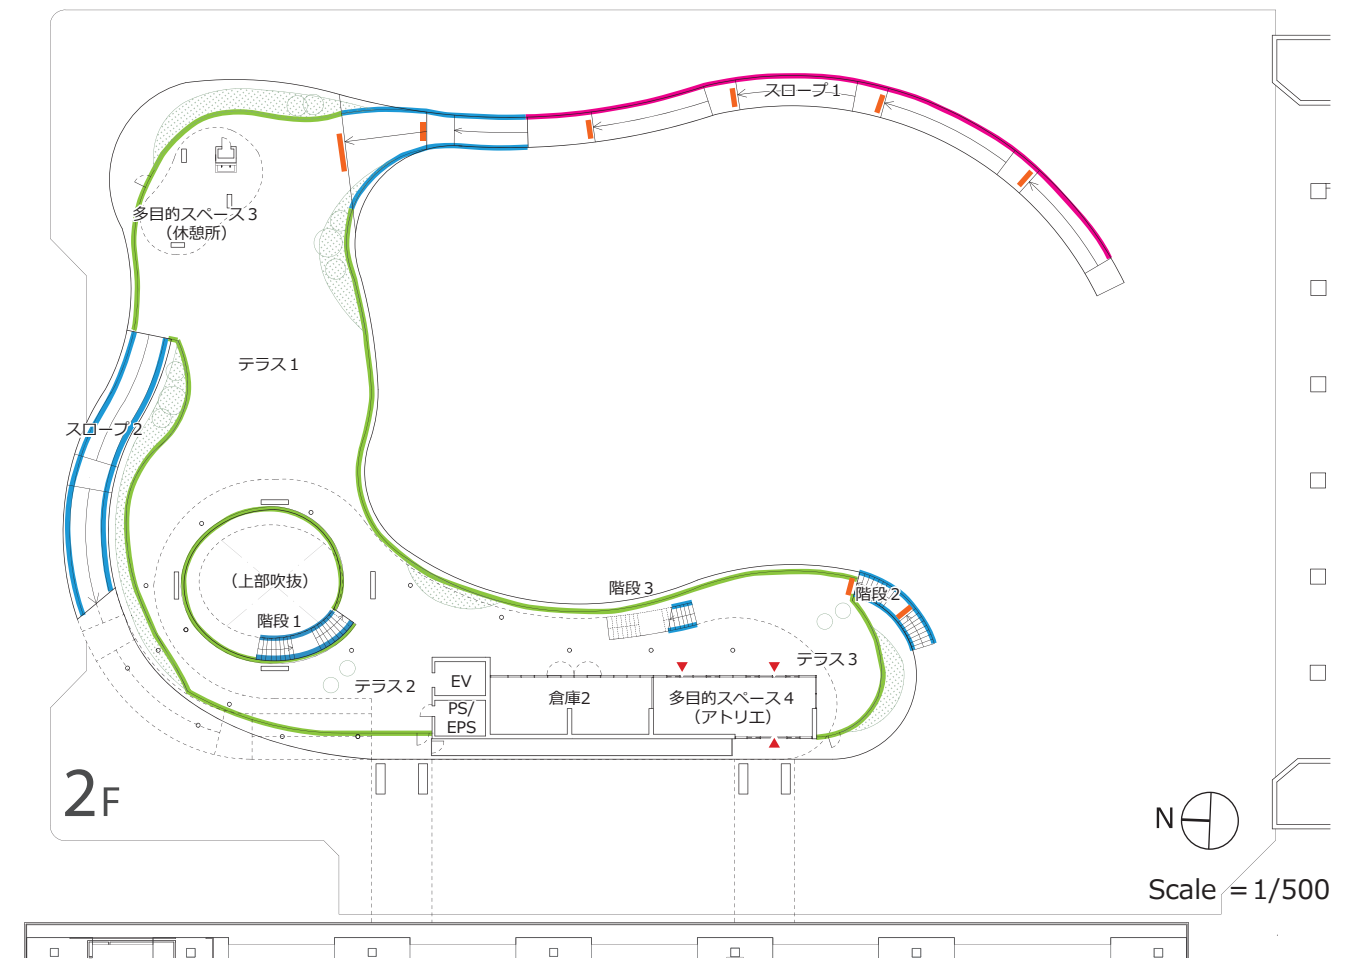 スロープ1
多目的スペース3
（休憩所）
テラス1
スロープ2
（上部吹抜）
階段1
階段3
階段2
テラス3
テラス2
EV
PS/
EPS
倉庫2
多目的スペース4
（アトリエ）
2F
N
Scale = 1/500